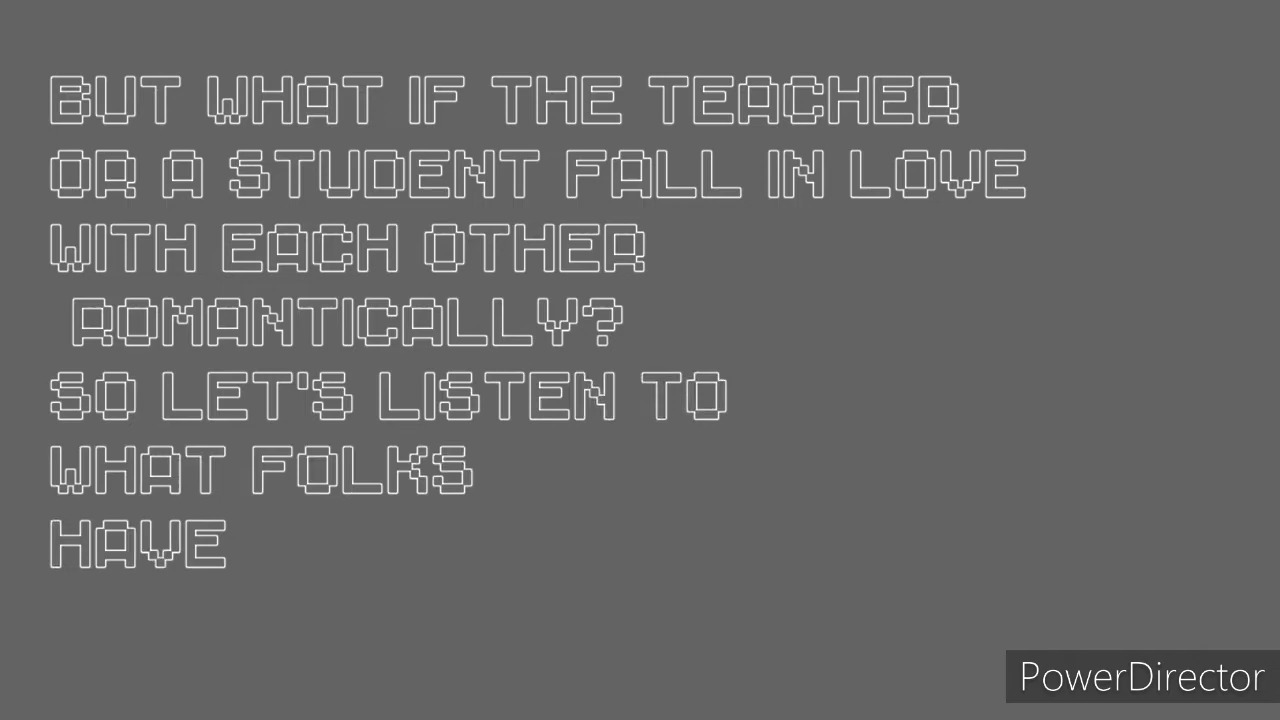 BUT WHAT IF THE TEACHER
OR A STUDENT FALL IN LOVE
WITH EACH OTHER
ROMANTICALLY?
SO LET'S LISTEN TO
WHAT FOLKS
HAVE
PowerDirector